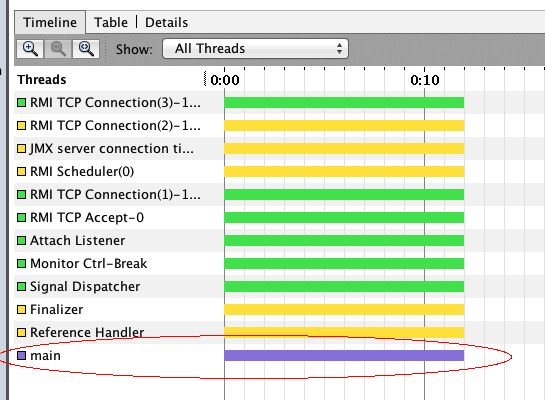 Timeline Table Details
Show: All Threads
Threads 0:00 0:10
RMI TCP Connection(3)-1...
RMI TCP Connection(2)-1...
JMX server connection ti...
RMI Scheduler(0)
RMI TCP Connection(1)-1...
RMI TCP Accept-0
Attach Listener
Monitor Ctrl-Break
Signal Dispatcher
Finalizer
Reference Handler
main